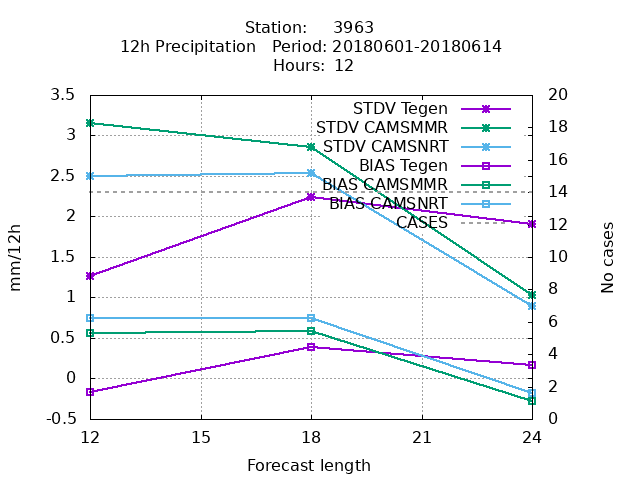 Station: 3963
12h Precipitation Period: 20180601-20180614
Hours: 12
3.5
3
2.5
2
1.5
1
0.5
0
-0.5
20
18
16
14
12
10
8
6
4
2
0
STDV Tegen
STDV CAMSMMR
STDV CAMSNRT
BIAS Tegen
BIAS CAMSMMR
BIAS CAMSNRT
CASES
mm/12h
No cases
12 15 18 21 24
Forecast length